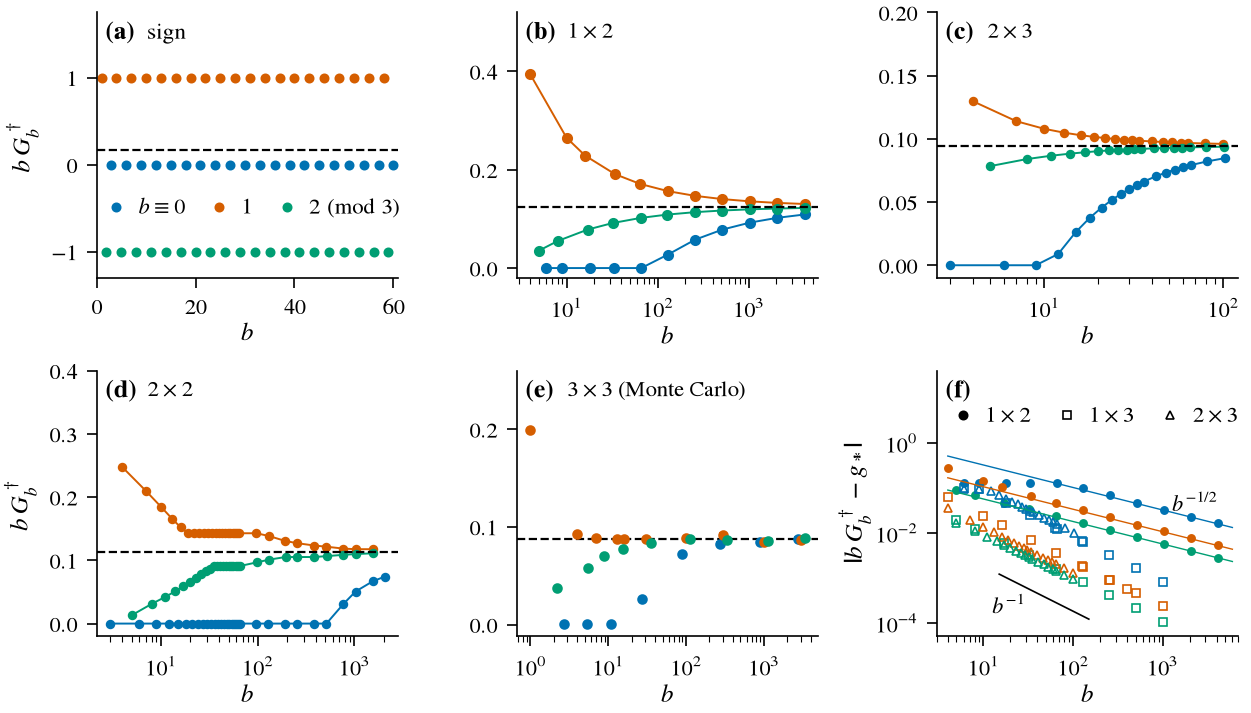 (a) sign
b G_b^†
1
0
−1
b ≡ 0 1 2 (mod 3)
0 20 40 60
b
(b) 1 × 2
0.4
0.2
0.0
10^1 10^2 10^3
b
(c) 2 × 3
0.20
0.15
0.10
0.05
0.00
10^1 10^2
b
(d) 2 × 2
b G_b^†
0.4
0.3
0.2
0.1
0.0
10^1 10^2 10^3
b
(e) 3 × 3 (Monte Carlo)
0.2
0.1
0.0
10^0 10^1 10^2 10^3
b
(f)
1 × 2 1 × 3 2 × 3
|b G_b^† − g_*|
10^0
10^−2
10^−4
b^−1/2
b^−1
10^1 10^2 10^3
b